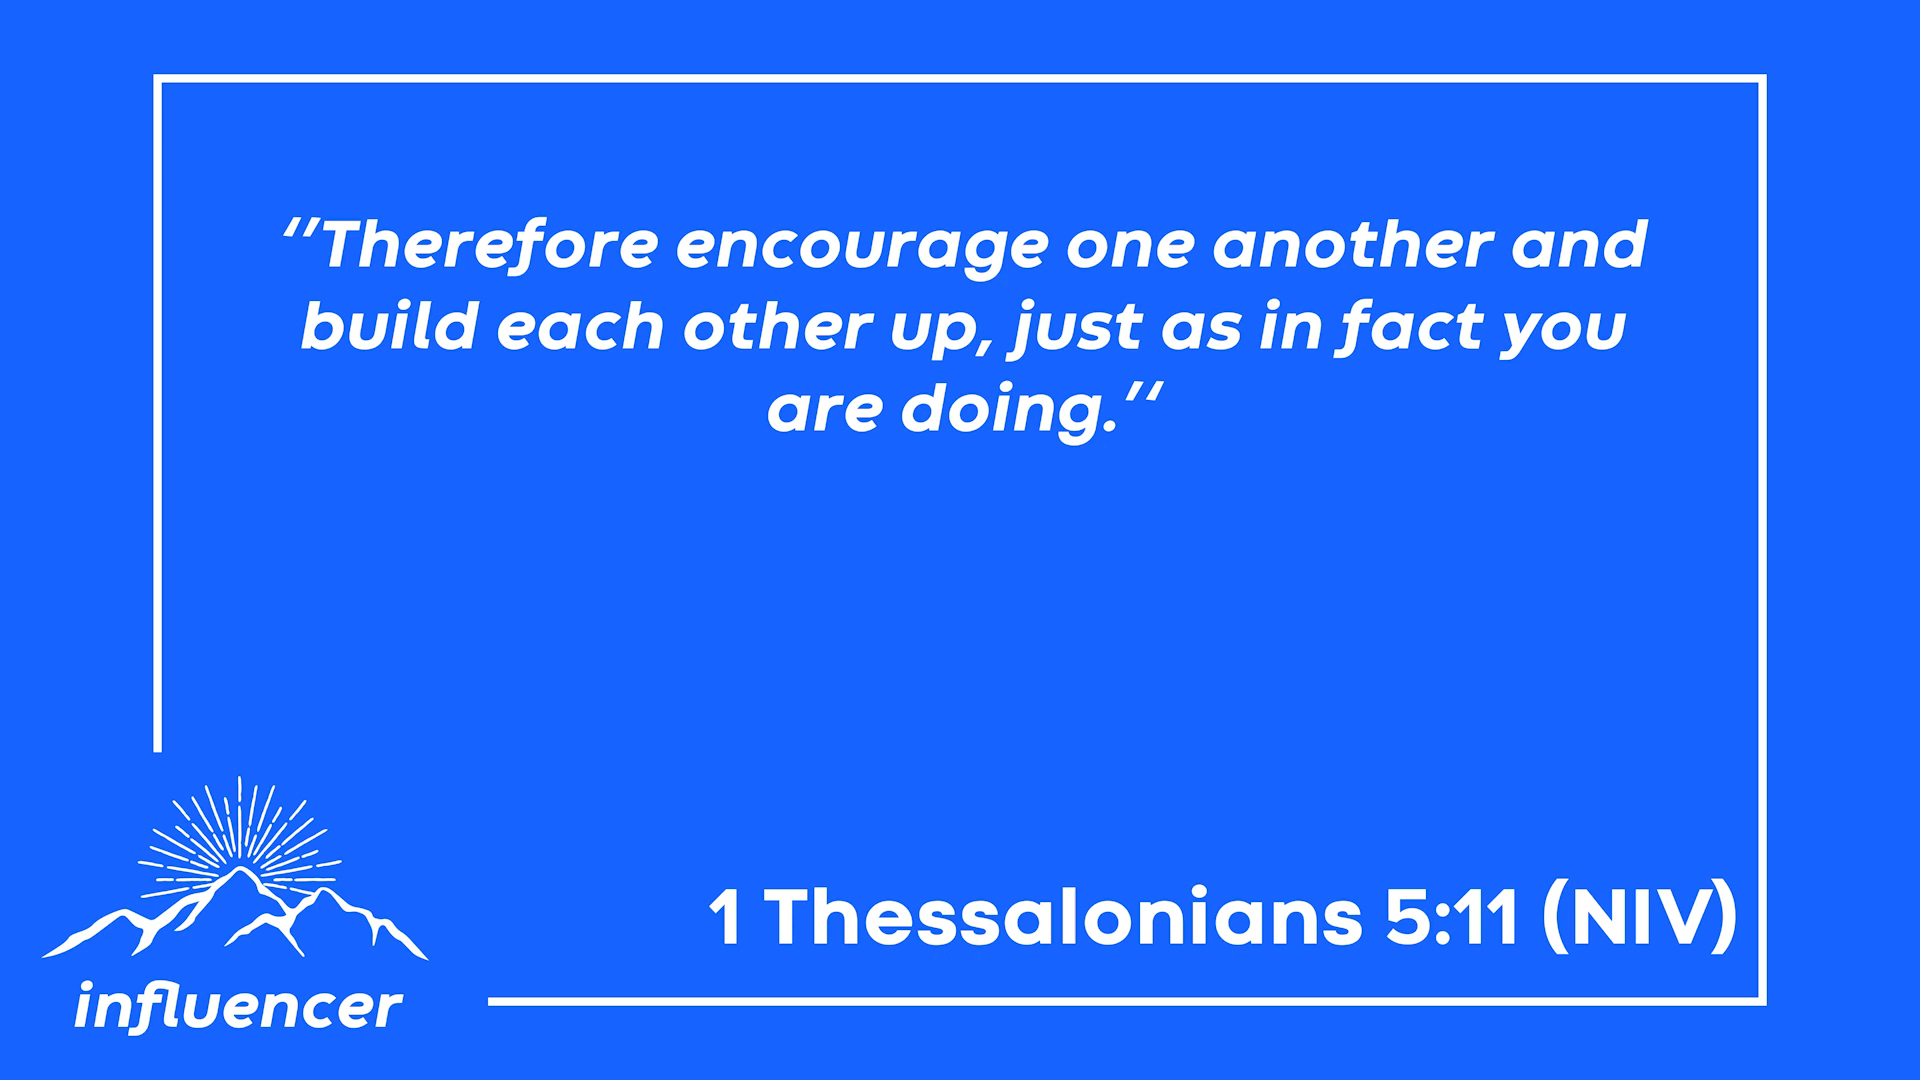 "Therefore encourage one another and
build each other up, just as in fact you
are doing."
1 Thessalonians 5:11 (NIV)
influencer